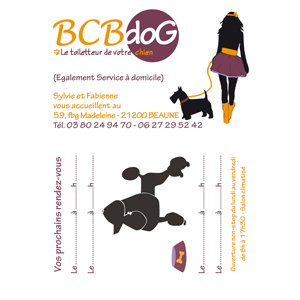 BCBdoG
Le toiletteur de votre chien
(Egalement Service à domicile)
Sylvie et Fabienne
vous accueillent au
59, fbg Madeleine - 21200 BEAUNE
Tél. 03 80 24 94 70 - 06 27 29 52 42
Vos prochains rendez-vous
Le ............ à ........ h ............
Le ............ à ........ h ............
Le ............ à ........ h ............
Le ............ à ........ h ............
Ouverture non-stop du lundi au vendredi
de 8h à 17h30 - Salon climatisé